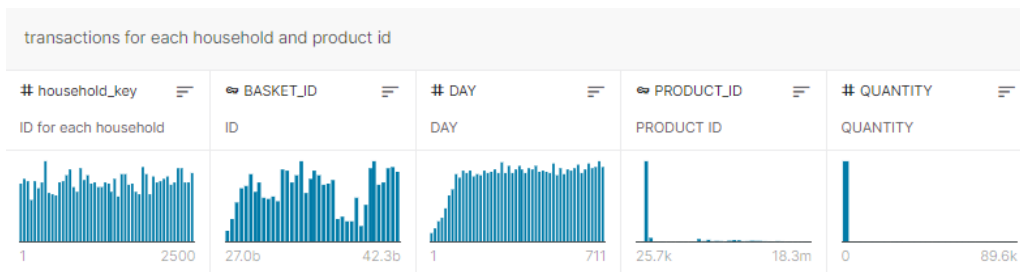 transactions for each household and product id
# household_key BASKET_ID # DAY PRODUCT_ID # QUANTITY
ID for each household ID DAY PRODUCT ID QUANTITY
1 2500 27.0b 42.3b 1 711 25.7k 18.3m 0 89.6k